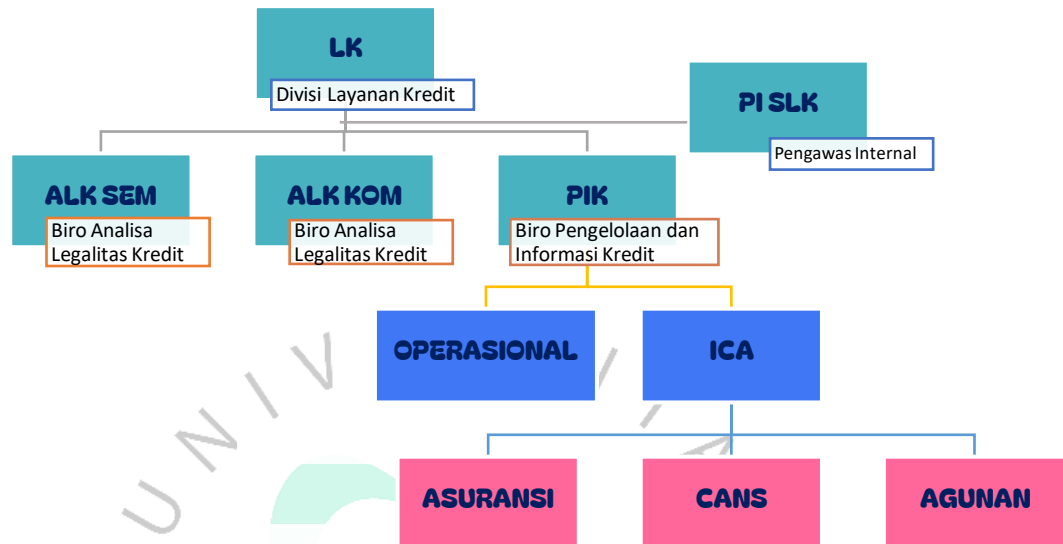 LK
Divisi Layanan Kredit
PI SLK
Pengawas Internal
ALK SEM
Biro Analisa
Legalitas Kredit
ALK KOM
Biro Analisa
Legalitas Kredit
PIK
Biro Pengelolaan dan
Informasi Kredit
OPERASIONAL
ICA
UNIV
ASURANSI
CANS
AGUNAN